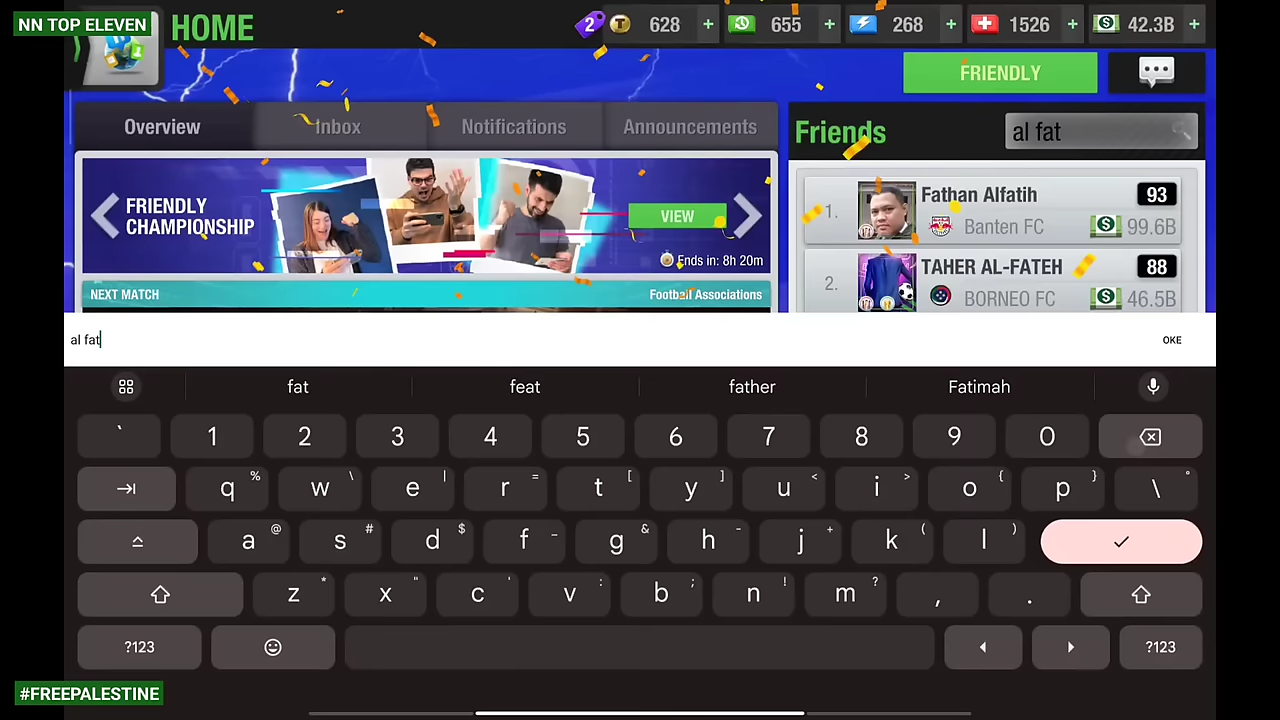 NN TOP ELEVEN
HOME
2 T 628 + 655 + 268 + 1526 + $ 42.3B +
FRIENDLY
Overview Inbox Notifications Announcements
Friends al fat
FRIENDLY
CHAMPIONSHIP
VIEW
Ends in: 8h 20m
NEXT MATCH Football Associations
1. Fathan Alfatih 93
Banten FC $ 99.6B
2. TAHER AL-FATEH 88
BORNEO FC $ 46.5B
al fat OKE
fat feat father Fatimah
` 1 2 3 4 5 6 7 8 9 0
q % w \ e | r = t [ y ] u < i > o { p } \ °
a @ s # d $ f _ g & h - j + k ( l )
z * x " c ' v : b ; n ! m ? , .
?123 ?123
#FREEPALESTINE